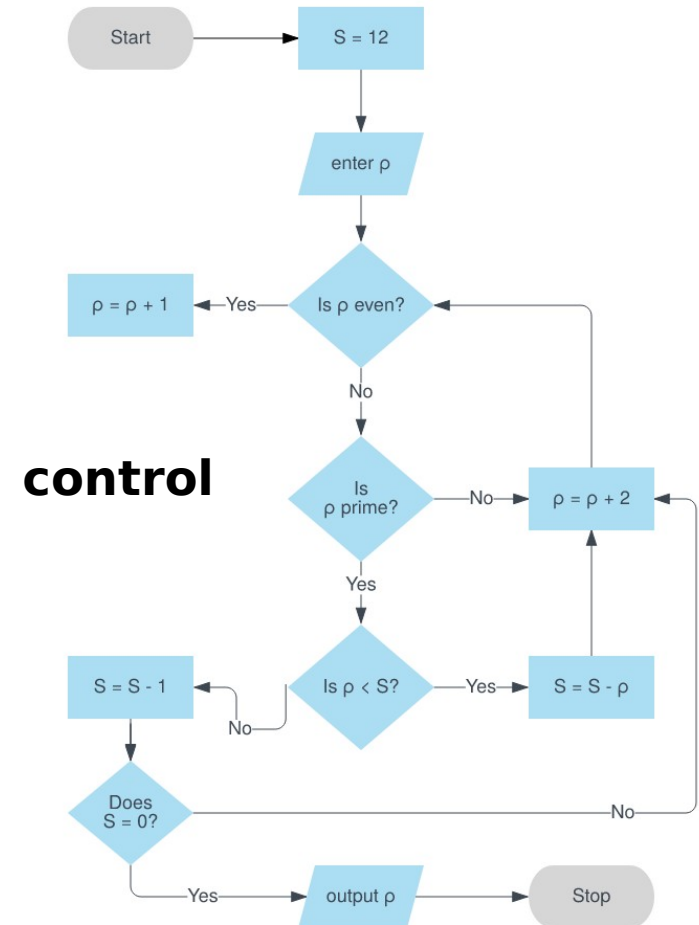 Start
S = 12
enter ρ
ρ = ρ + 1
Yes
Is ρ even?
No
control
Is
ρ prime?
No
ρ = ρ + 2
Yes
S = S - 1
No
Is ρ < S?
Yes
S = S - ρ
Does
S = 0?
No
Yes
output ρ
Stop